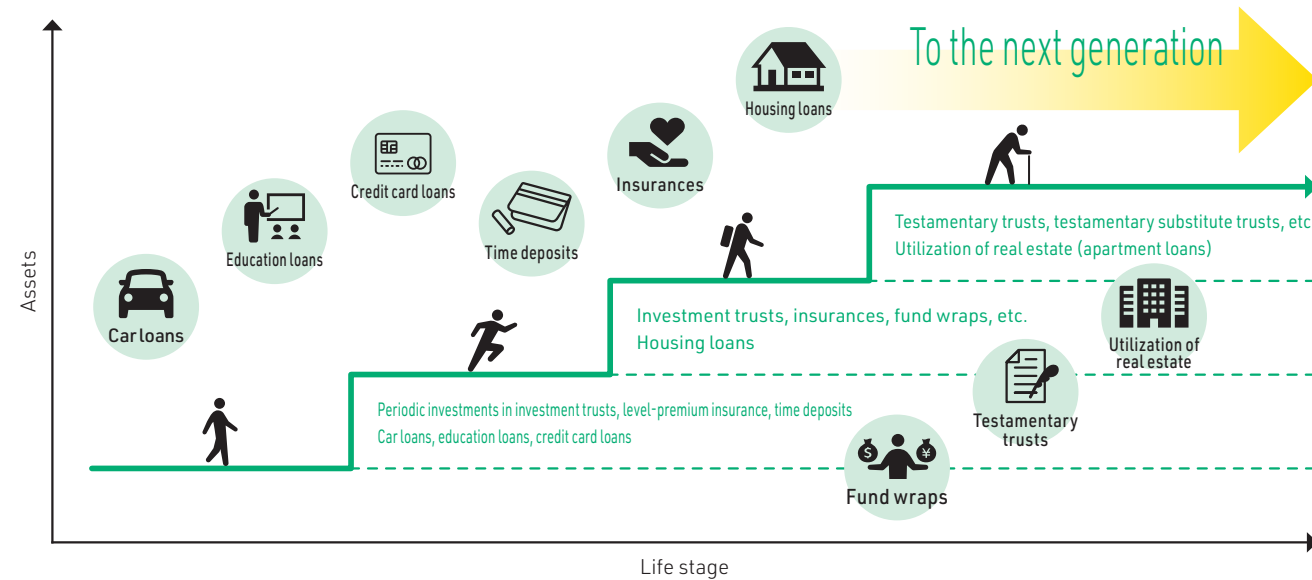 To the next generation
Housing loans
Credit card loans
Insurances
Education loans
Time deposits
Car loans
Assets
Testamentary trusts, testamentary substitute trusts, etc
Utilization of real estate (apartment loans)
Investment trusts, insurances, fund wraps, etc.
Housing loans
Utilization of
real estate
Periodic investments in investment trusts, level-premium insurance, time deposits
Car loans, education loans, credit card loans
Testamentary
trusts
$
¥
Fund wraps
Life stage